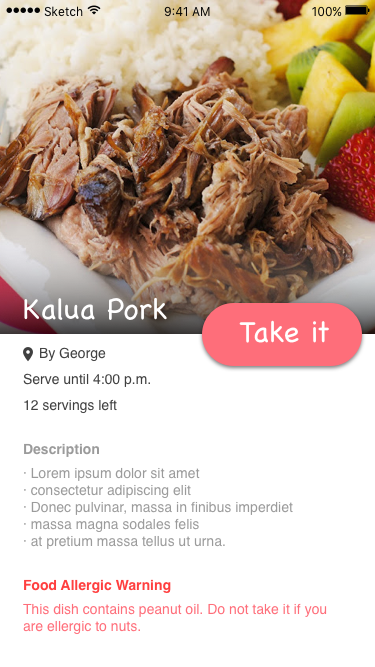 Sketch 9:41 AM 100%
Kalua Pork
Take it
By George
Serve until 4:00 p.m.
12 servings left
Description
· Lorem ipsum dolor sit amet
· consectetur adipiscing elit
· Donec pulvinar, massa in finibus imperdiet
· massa magna sodales felis
· at pretium massa tellus ut urna.
Food Allergic Warning
This dish contains peanut oil. Do not take it if you
are ellergic to nuts.